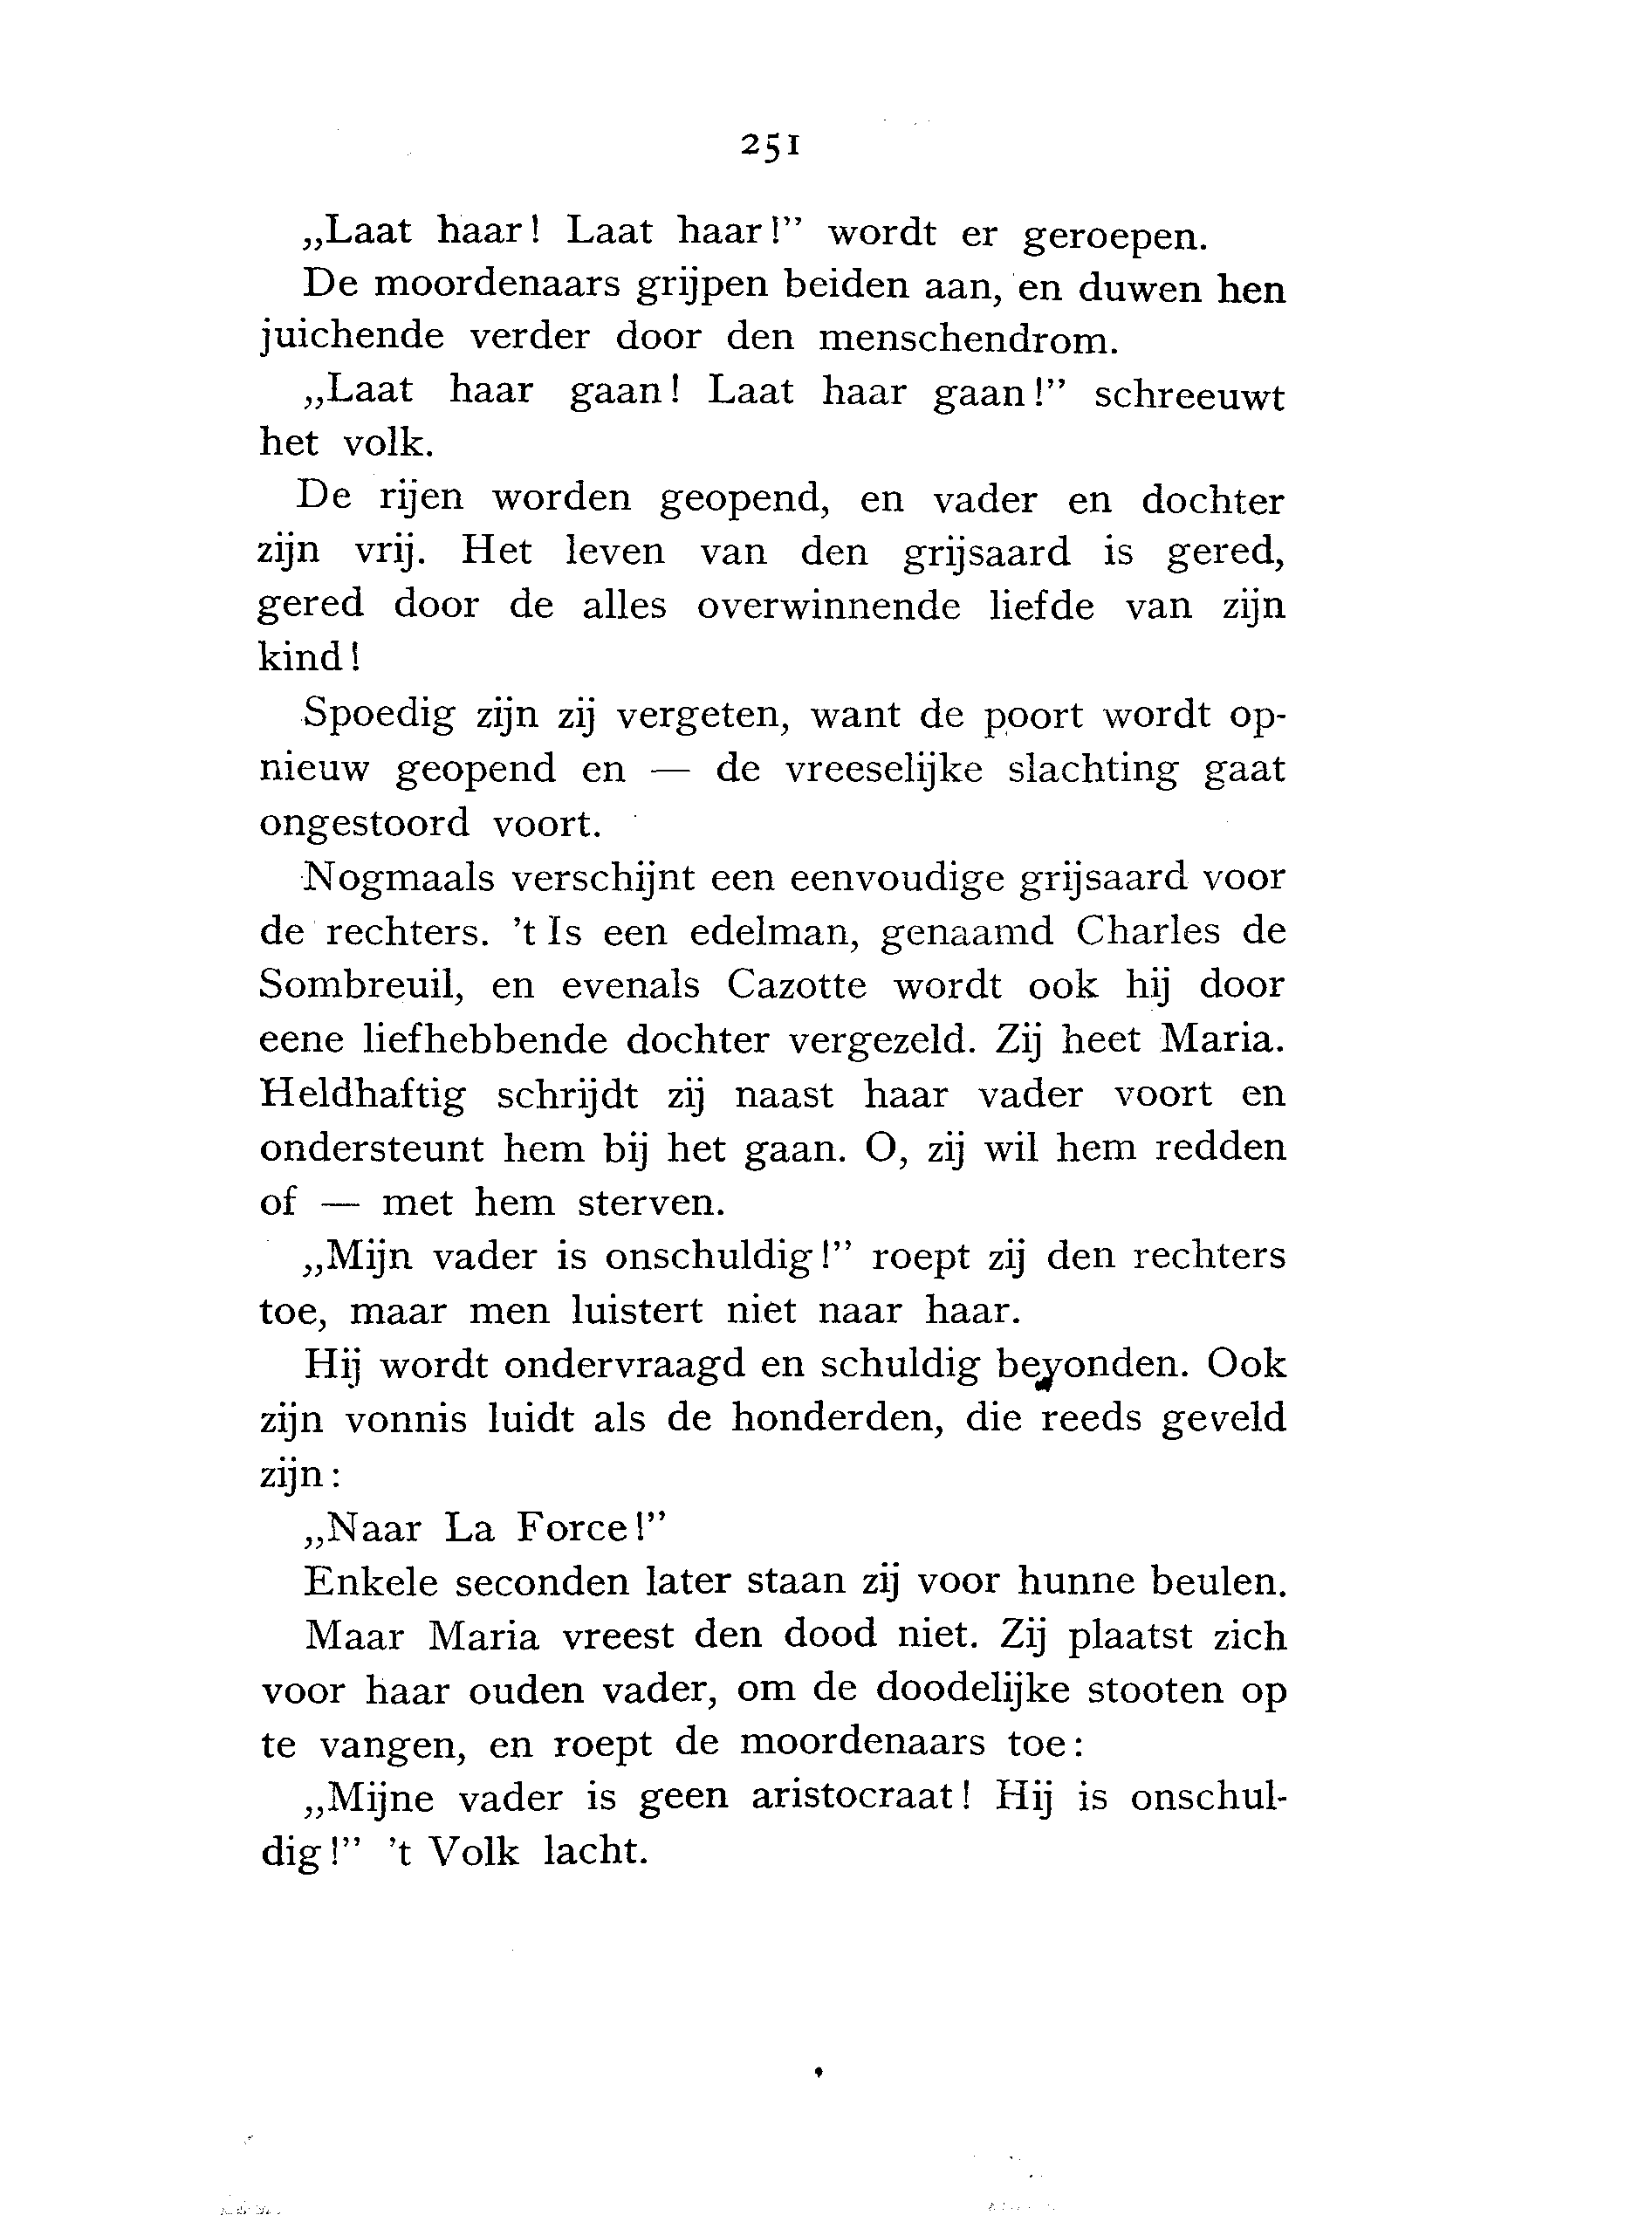 251
„Laat haar! Laat haar!” wordt er geroepen.
De moordenaars grijpen beiden aan, en duwen hen
juichende verder door den menschendrom.
„Laat haar gaan! Laat haar gaan!” schreeuwt
het volk.
De rijen worden geopend, en vader en dochter
zijn vrij. Het leven van den grijsaard is gered,
gered door de alles overwinnende liefde van zijn
kind!
Spoedig zijn zij vergeten, want de poort wordt op-
nieuw geopend en — de vreeselijke slachting gaat
ongestoord voort.
Nogmaals verschijnt een eenvoudige grijsaard voor
de rechters. ’t Is een edelman, genaamd Charles de
Sombreuil, en evenals Cazotte wordt ook hij door
eene liefhebbende dochter vergezeld. Zij heet Maria.
Heldhaftig schrijdt zij naast haar vader voort en
ondersteunt hem bij het gaan. O, zij wil hem redden
of — met hem sterven.
„Mijn vader is onschuldig!” roept zij den rechters
toe, maar men luistert niet naar haar.
Hij wordt ondervraagd en schuldig bevonden. Ook
zijn vonnis luidt als de honderden, die reeds geveld
zijn:
„Naar La Force!”
Enkele seconden later staan zij voor hunne beulen.
Maar Maria vreest den dood niet. Zij plaatst zich
voor haar ouden vader, om de doodelijke stooten op
te vangen, en roept de moordenaars toe:
„Mijne vader is geen aristocraat! Hij is onschul-
dig!” ’t Volk lacht.